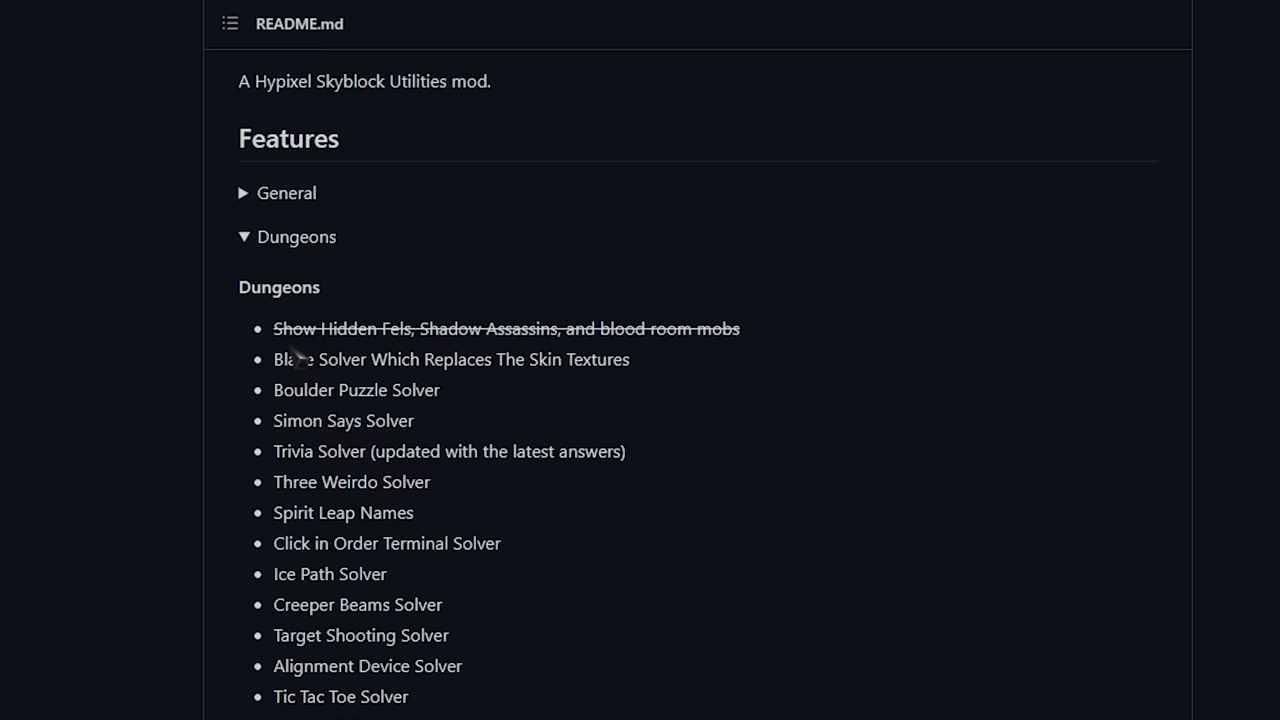 README.md
A Hypixel Skyblock Utilities mod.
Features
General
Dungeons
Dungeons
Show Hidden Fels, Shadow Assassins, and blood room mobs
Blaze Solver Which Replaces The Skin Textures
Boulder Puzzle Solver
Simon Says Solver
Trivia Solver (updated with the latest answers)
Three Weirdo Solver
Spirit Leap Names
Click in Order Terminal Solver
Ice Path Solver
Creeper Beams Solver
Target Shooting Solver
Alignment Device Solver
Tic Tac Toe Solver